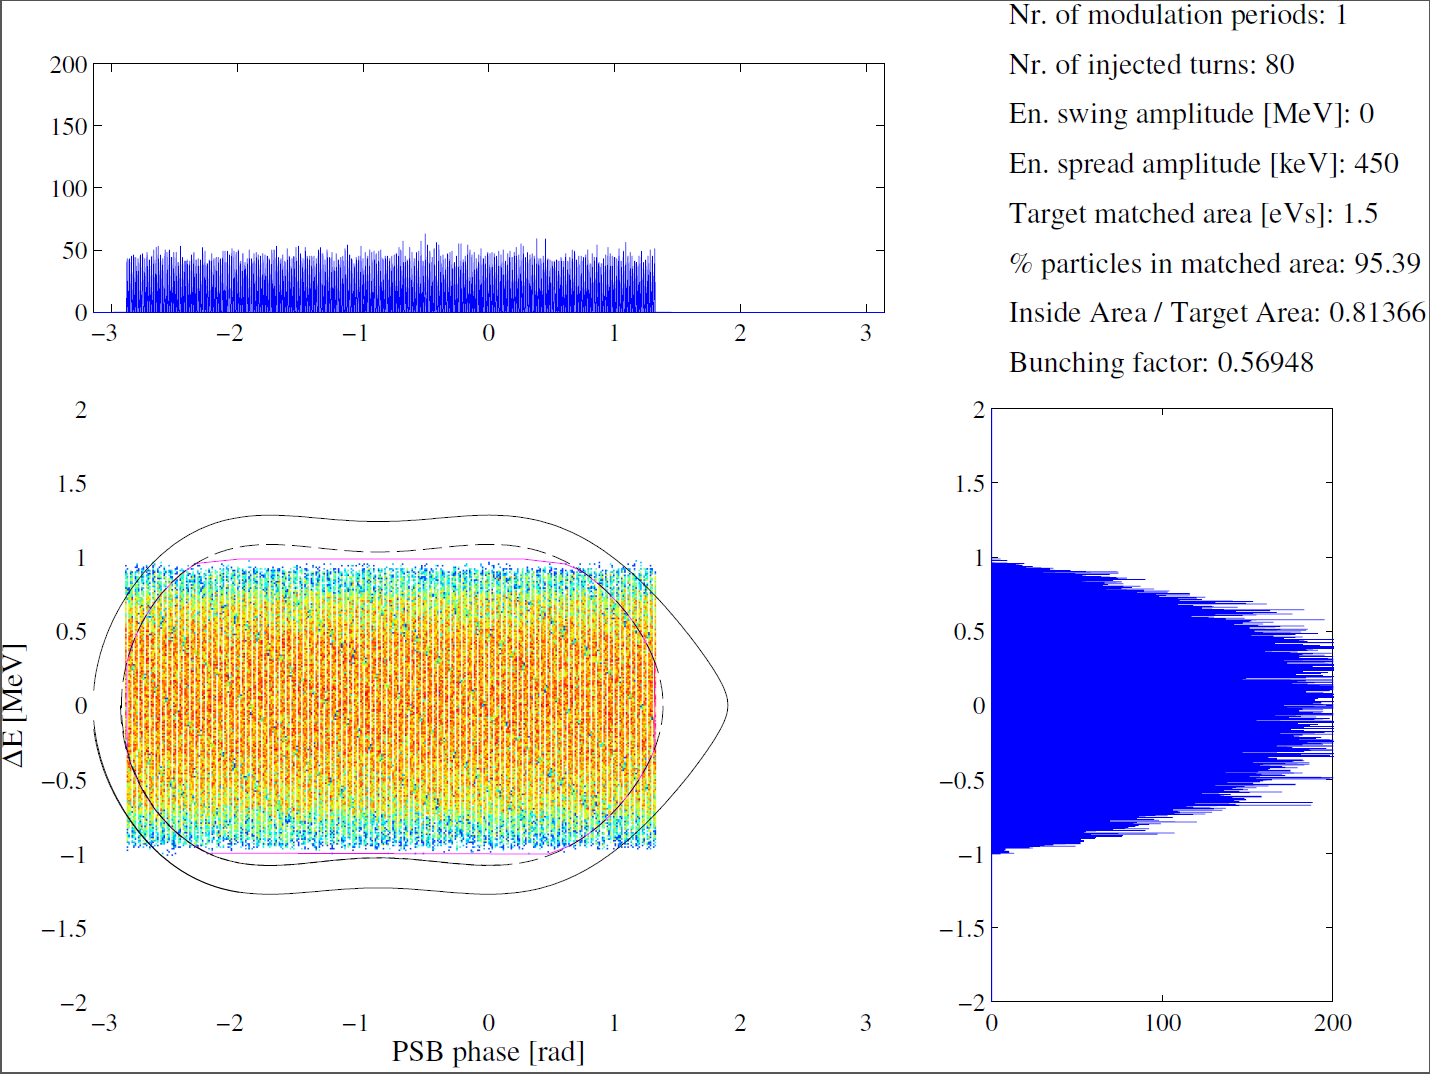 Nr. of modulation periods: 1
Nr. of injected turns: 80
En. swing amplitude [MeV]: 0
En. spread amplitude [keV]: 450
Target matched area [eVs]: 1.5
% particles in matched area: 95.39
Inside Area / Target Area: 0.81366
Bunching factor: 0.56948
200
150
100
50
0
−3 −2 −1 0 1 2 3
2
1.5
1
0.5
0
−0.5
−1
−1.5
−2
ΔE [MeV]
−3 −2 −1 0 1 2 3
PSB phase [rad]
2
1.5
1
0.5
0
−0.5
−1
−1.5
−2
0 100 200